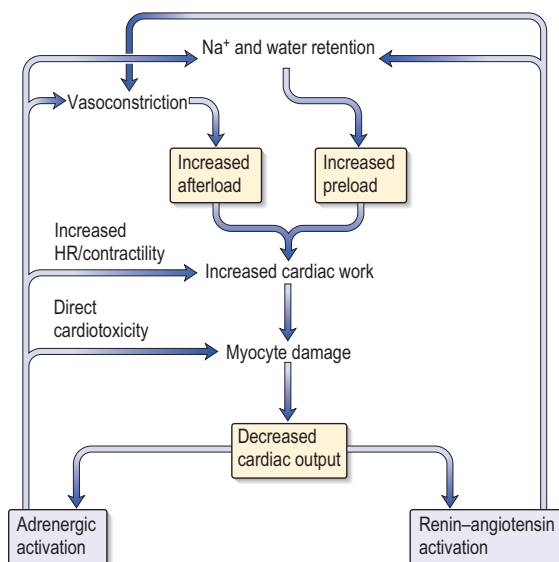 Na⁺ and water retention
Vasoconstriction
Increased
afterload
Increased
preload
Increased
HR/contractility
Increased cardiac work
Direct
cardiotoxicity
Myocyte damage
Decreased
cardiac output
Adrenergic
activation
Renin–angiotensin
activation